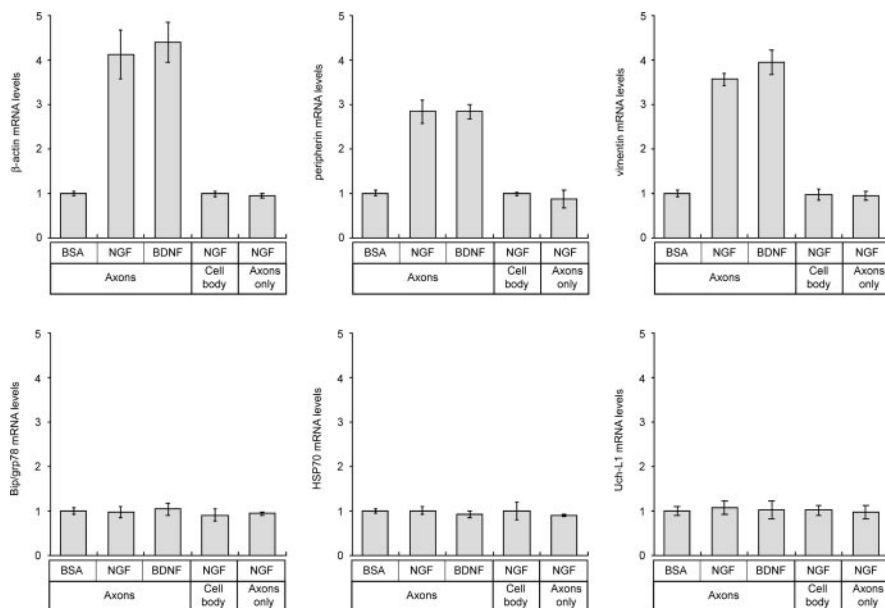 β-actin mRNA levels
5
4
3
2
1
0
BSA NGF BDNF NGF NGF
Axons Cell body Axons only
peripherin mRNA levels
5
4
3
2
1
0
BSA NGF BDNF NGF NGF
Axons Cell body Axons only
vimentin mRNA levels
5
4
3
2
1
0
BSA NGF BDNF NGF NGF
Axons Cell body Axons only
Bip/grp78 mRNA levels
5
4
3
2
1
0
BSA NGF BDNF NGF NGF
Axons Cell body Axons only
HSP70 mRNA levels
5
4
3
2
1
0
BSA NGF BDNF NGF NGF
Axons Cell body Axons only
Uch-L1 mRNA levels
5
4
3
2
1
0
BSA NGF BDNF NGF NGF
Axons Cell body Axons only